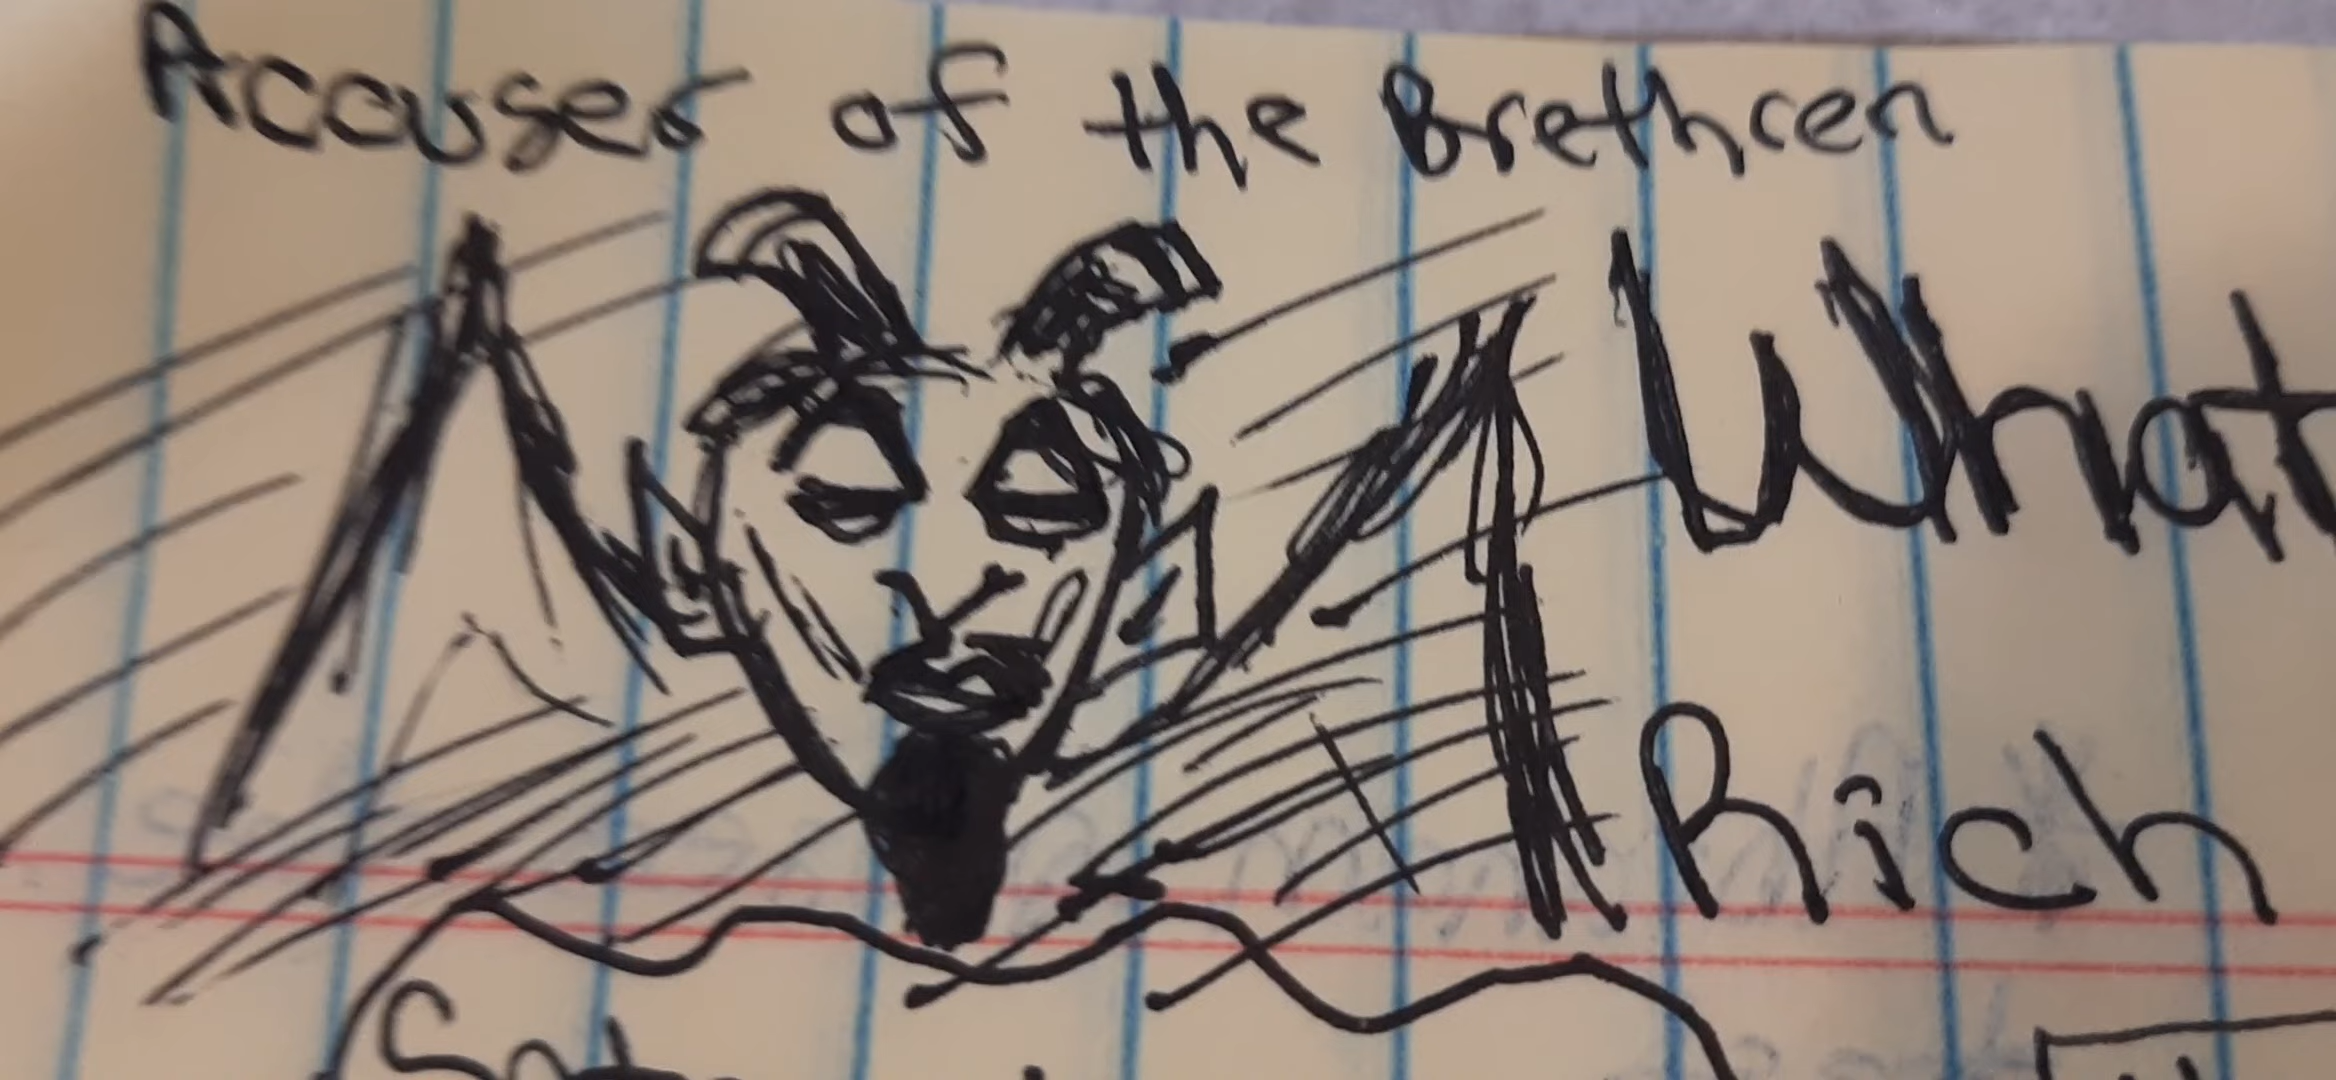 Accuser of the Brethren
What
Rich